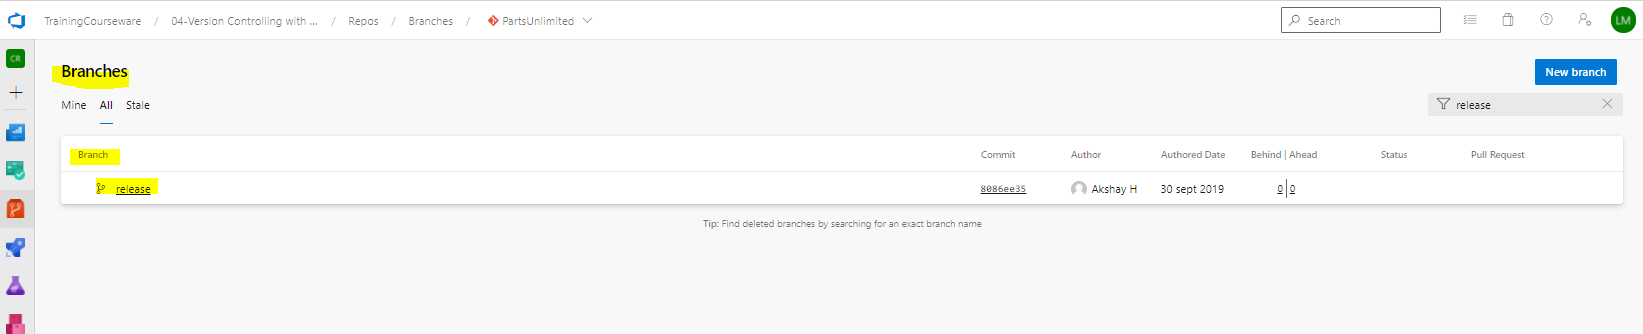 TrainingCourseware / 04-Version Controlling with ... / Repos / Branches / PartsUnlimited Search LM
CR
Branches New branch
Mine All Stale release
Branch Commit Author Authored Date Behind | Ahead Status Pull Request
release 8086ee35 Akshay H 30 sept 2019 0 | 0
Tip: Find deleted branches by searching for an exact branch name